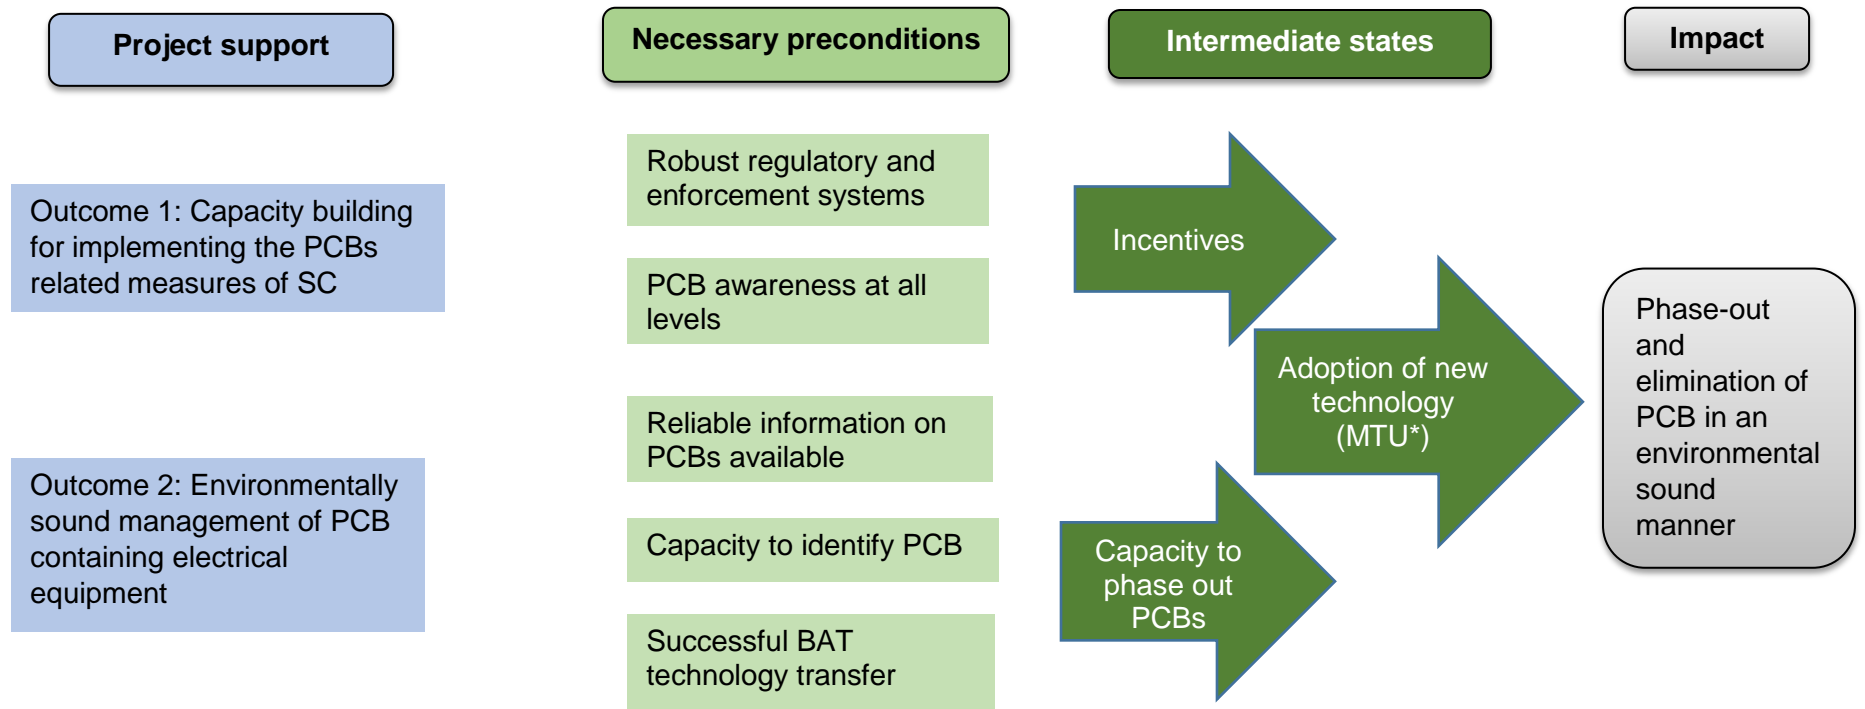 Project support
Necessary preconditions
Intermediate states
Impact
Outcome 1: Capacity building
for implementing the PCBs
related measures of SC
Outcome 2: Environmentally
sound management of PCB
containing electrical
equipment
Robust regulatory and
enforcement systems
PCB awareness at all
levels
Reliable information on
PCBs available
Capacity to identify PCB
Successful BAT
technology transfer
Incentives
Adoption of new
technology
(MTU*)
Capacity to
phase out
PCBs
Phase-out
and
elimination of
PCB in an
environmental
sound
manner